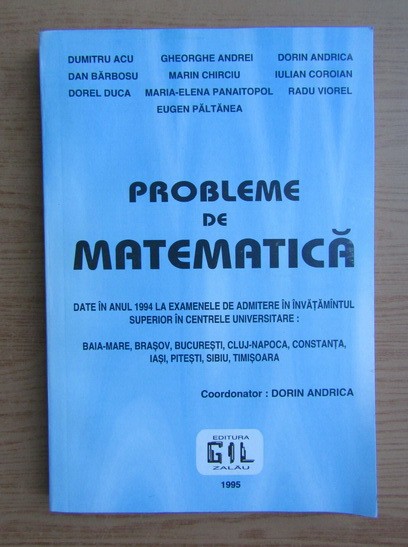 DUMITRU ACU GHEORGHE ANDREI DORIN ANDRICA
DAN BĂRBOSU MARIN CHIRCIU IULIAN COROIAN
DOREL DUCA MARIA-ELENA PANAITOPOL RADU VIOREL
EUGEN PĂLTĂNEA
PROBLEME
DE
MATEMATICĂ
DATE ÎN ANUL 1994 LA EXAMENELE DE ADMITERE ÎN ÎNVĂȚĂMÎNTUL
SUPERIOR ÎN CENTRELE UNIVERSITARE :
BAIA-MARE, BRAȘOV, BUCUREȘTI, CLUJ-NAPOCA, CONSTANȚA,
IAȘI, PITEȘTI, SIBIU, TIMIȘOARA
Coordonator : DORIN ANDRICA
EDITURA
GIL
ZALĂU
1995